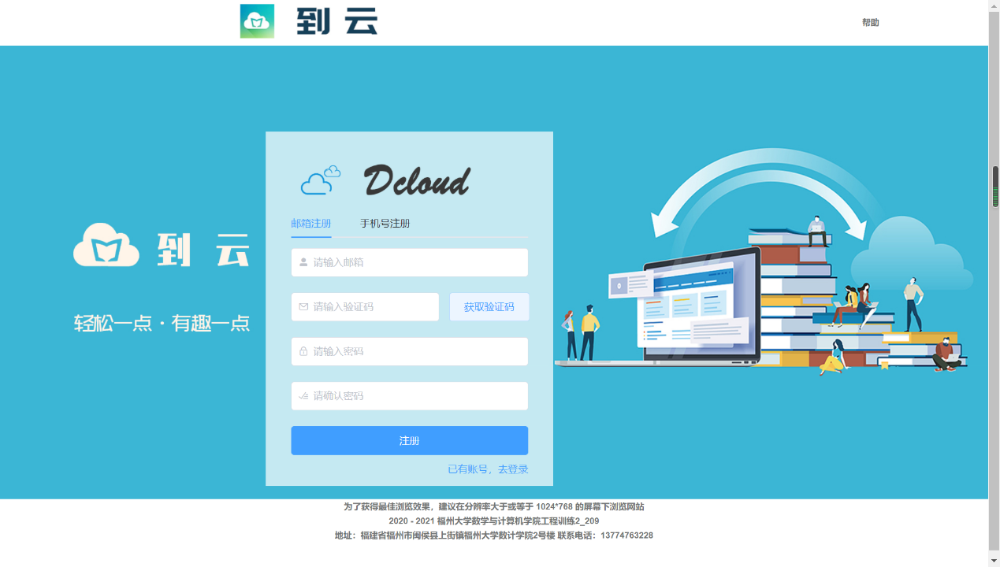 到 云
帮助
Dcloud
到 云
轻松一点 · 有趣一点
邮箱注册
手机号注册
请输入邮箱
请输入验证码
获取验证码
请输入密码
请确认密码
注册
已有账号，去登录
为了获得最佳浏览效果，建议在分辨率大于或等于 1024*768 的屏幕下浏览网站
2020 - 2021 福州大学数学与计算机学院工程训练2_209
地址：福建省福州市闽侯县上街镇福州大学数计学院2号楼 联系电话：13774763228